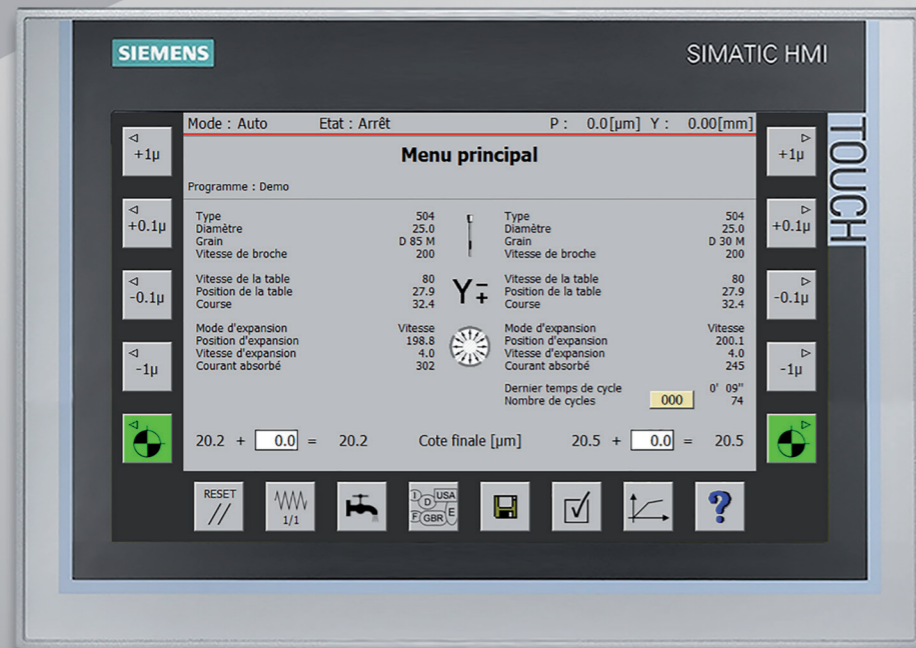 SIEMENS
SIMATIC HMI
TOUCH
Mode : Auto Etat : Arrêt P : 0.0[µm] Y : 0.00[mm]
Menu principal
Programme : Demo
+1µ
+0.1µ
-0.1µ
-1µ
Type 504
Diamètre 25.0
Grain D 85 M
Vitesse de broche 200
Vitesse de la table 80
Position de la table 27.9
Course 32.4
Mode d'expansion Vitesse
Position d'expansion 198.8
Vitesse d'expansion 4.0
Courant absorbé 302
Y
Type 504
Diamètre 25.0
Grain D 30 M
Vitesse de broche 200
Vitesse de la table 80
Position de la table 27.9
Course 32.4
Mode d'expansion Vitesse
Position d'expansion 200.1
Vitesse d'expansion 4.0
Courant absorbé 245
Dernier temps de cycle 0' 09"
Nombre de cycles 000 74
+1µ
+0.1µ
-0.1µ
-1µ
20.2 + 0.0 = 20.2 Cote finale [µm] 20.5 + 0.0 = 20.5
RESET
//
1/1
I D USA
F GBR E
?